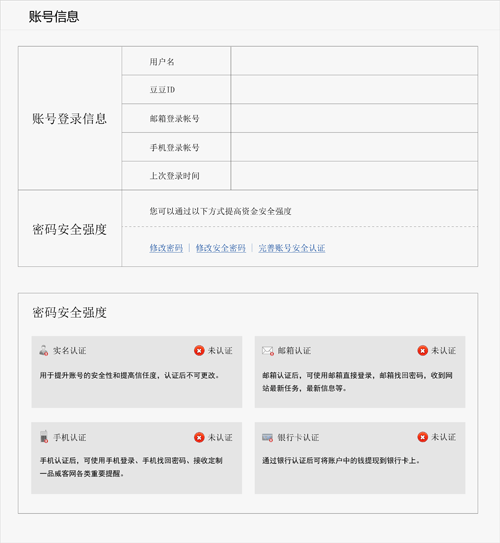 账号信息
账号登录信息
用户名
豆豆ID
邮箱登录帐号
手机登录帐号
上次登录时间
密码安全强度
您可以通过以下方式提高资金安全强度
修改密码 | 修改安全密码 | 完善账号安全认证
密码安全强度
实名认证 未认证
用于提升账号的安全性和提高信任度，认证后不可更改。
邮箱认证 未认证
邮箱认证后，可使用邮箱直接登录，邮箱找回密码，收到网
站最新任务，最新信息等。
手机认证 未认证
手机认证后，可使用手机登录、手机找回密码、接收定制
一品威客网各类重要提醒。
银行卡认证 未认证
通过银行认证后可将账户中的钱提现到银行卡上。